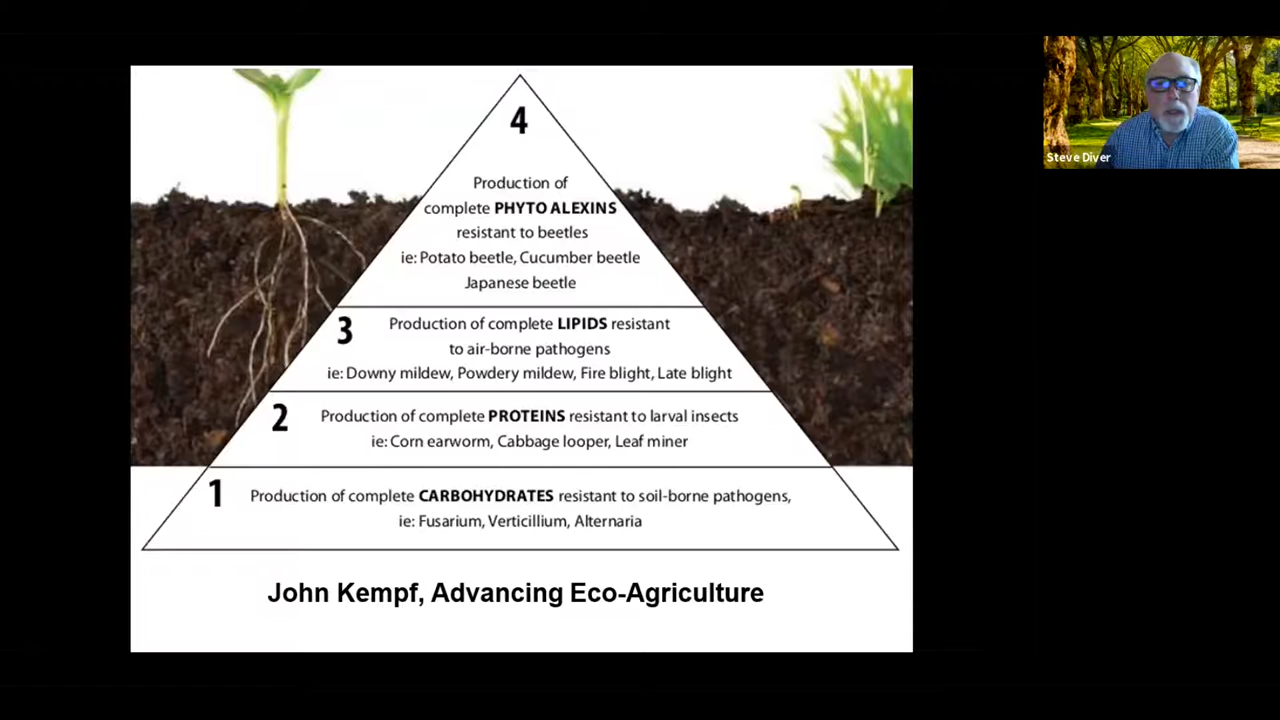 4
Production of
complete PHYTO ALEXINS
resistant to beetles
ie: Potato beetle, Cucumber beetle
Japanese beetle
3
Production of complete LIPIDS resistant
to air-borne pathogens
ie: Downy mildew, Powdery mildew, Fire blight, Late blight
2
Production of complete PROTEINS resistant to larval insects
ie: Corn earworm, Cabbage looper, Leaf miner
1
Production of complete CARBOHYDRATES resistant to soil-borne pathogens,
ie: Fusarium, Verticillium, Alternaria
John Kempf, Advancing Eco-Agriculture
Steve Diver